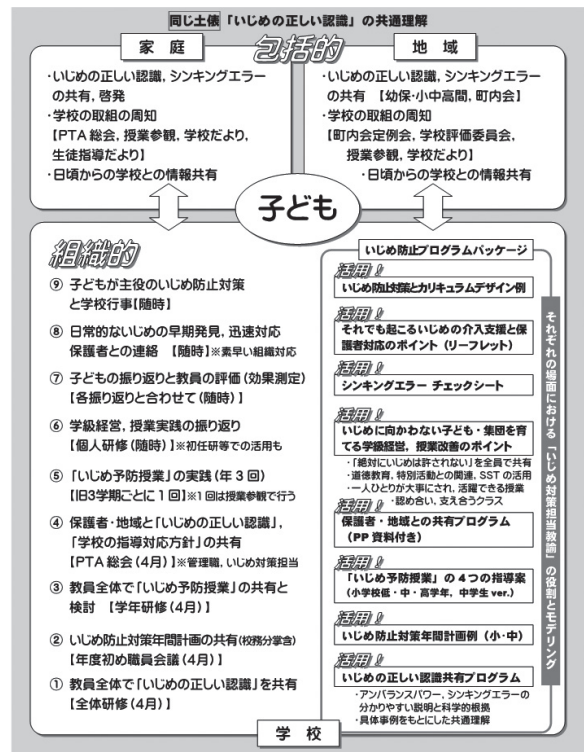 同じ土俵「いじめの正しい認識」の共通理解
包括的
家 庭
・いじめの正しい認識，シンキングエラー
の共有，啓発
・学校の取組の周知
【PTA 総会，授業参観，学校だより，
生徒指導だより】
・日頃からの学校との情報共有
地 域
・いじめの正しい認識，シンキングエラー
の共有 【幼保・小中高間，町内会】
・学校の取組の周知
【町内会定例会，学校評価委員会，
授業参観，学校だより】
・日頃からの学校との情報共有
子ども
組織的
⑨ 子どもが主役のいじめ防止対策
と学校行事【随時】
⑧ 日常的ないじめの早期発見，迅速対応
保護者との連絡 【随時】※素早い組織対応
⑦ 子どもの振り返りと教員の評価（効果測定）
【各振り返りと合わせて（随時）】
⑥ 学級経営，授業実践の振り返り
【個人研修（随時）】※初任研等での活用も
⑤ 「いじめ予防授業」の実践（年３回）
【旧3学期ごとに１回】※１回は授業参観で行う
④ 保護者・地域と「いじめの正しい認識」，
「学校の指導対応方針」の共有
【PTA 総会（4月）】※管理職，いじめ対策担当
③ 教員全体で「いじめ予防授業」の共有と
検討 【学年研修（4月）】
② いじめ防止対策年間計画の共有（校務分掌含）
【年度初め職員会議（4月）】
① 教員全体で「いじめの正しい認識」を共有
【全体研修（4月）】
いじめ防止プログラムパッケージ
活用！
いじめ防止対策とカリキュラムデザイン例
活用！
それでも起こるいじめの介入支援と保
護者対応のポイント（リーフレット）
活用！
シンキングエラー チェックシート
活用！
いじめに向かわない子ども・集団を育
てる学級経営，授業改善のポイント
・「絶対にいじめは許されない」を全員で共有
・道徳教育，特別活動との関連，SST の活用
・一人ひとりが大事にされ，活躍できる授業
・認め合い，支え合うクラス
活用！
保護者・地域との共有プログラム
（PP 資料付き）
活用！
「いじめ予防授業」の４つの指導案
（小学校低・中・高学年，中学生 ver.）
活用！
いじめ防止対策年間計画例（小・中）
活用！
いじめの正しい認識共有プログラム
・アンバランスパワー，シンキングエラーの
分かりやすい説明と科学的根拠
・具体事例をもとにした共通理解
それぞれの場面における「いじめ対策担当教諭」の役割とモデリング
学 校